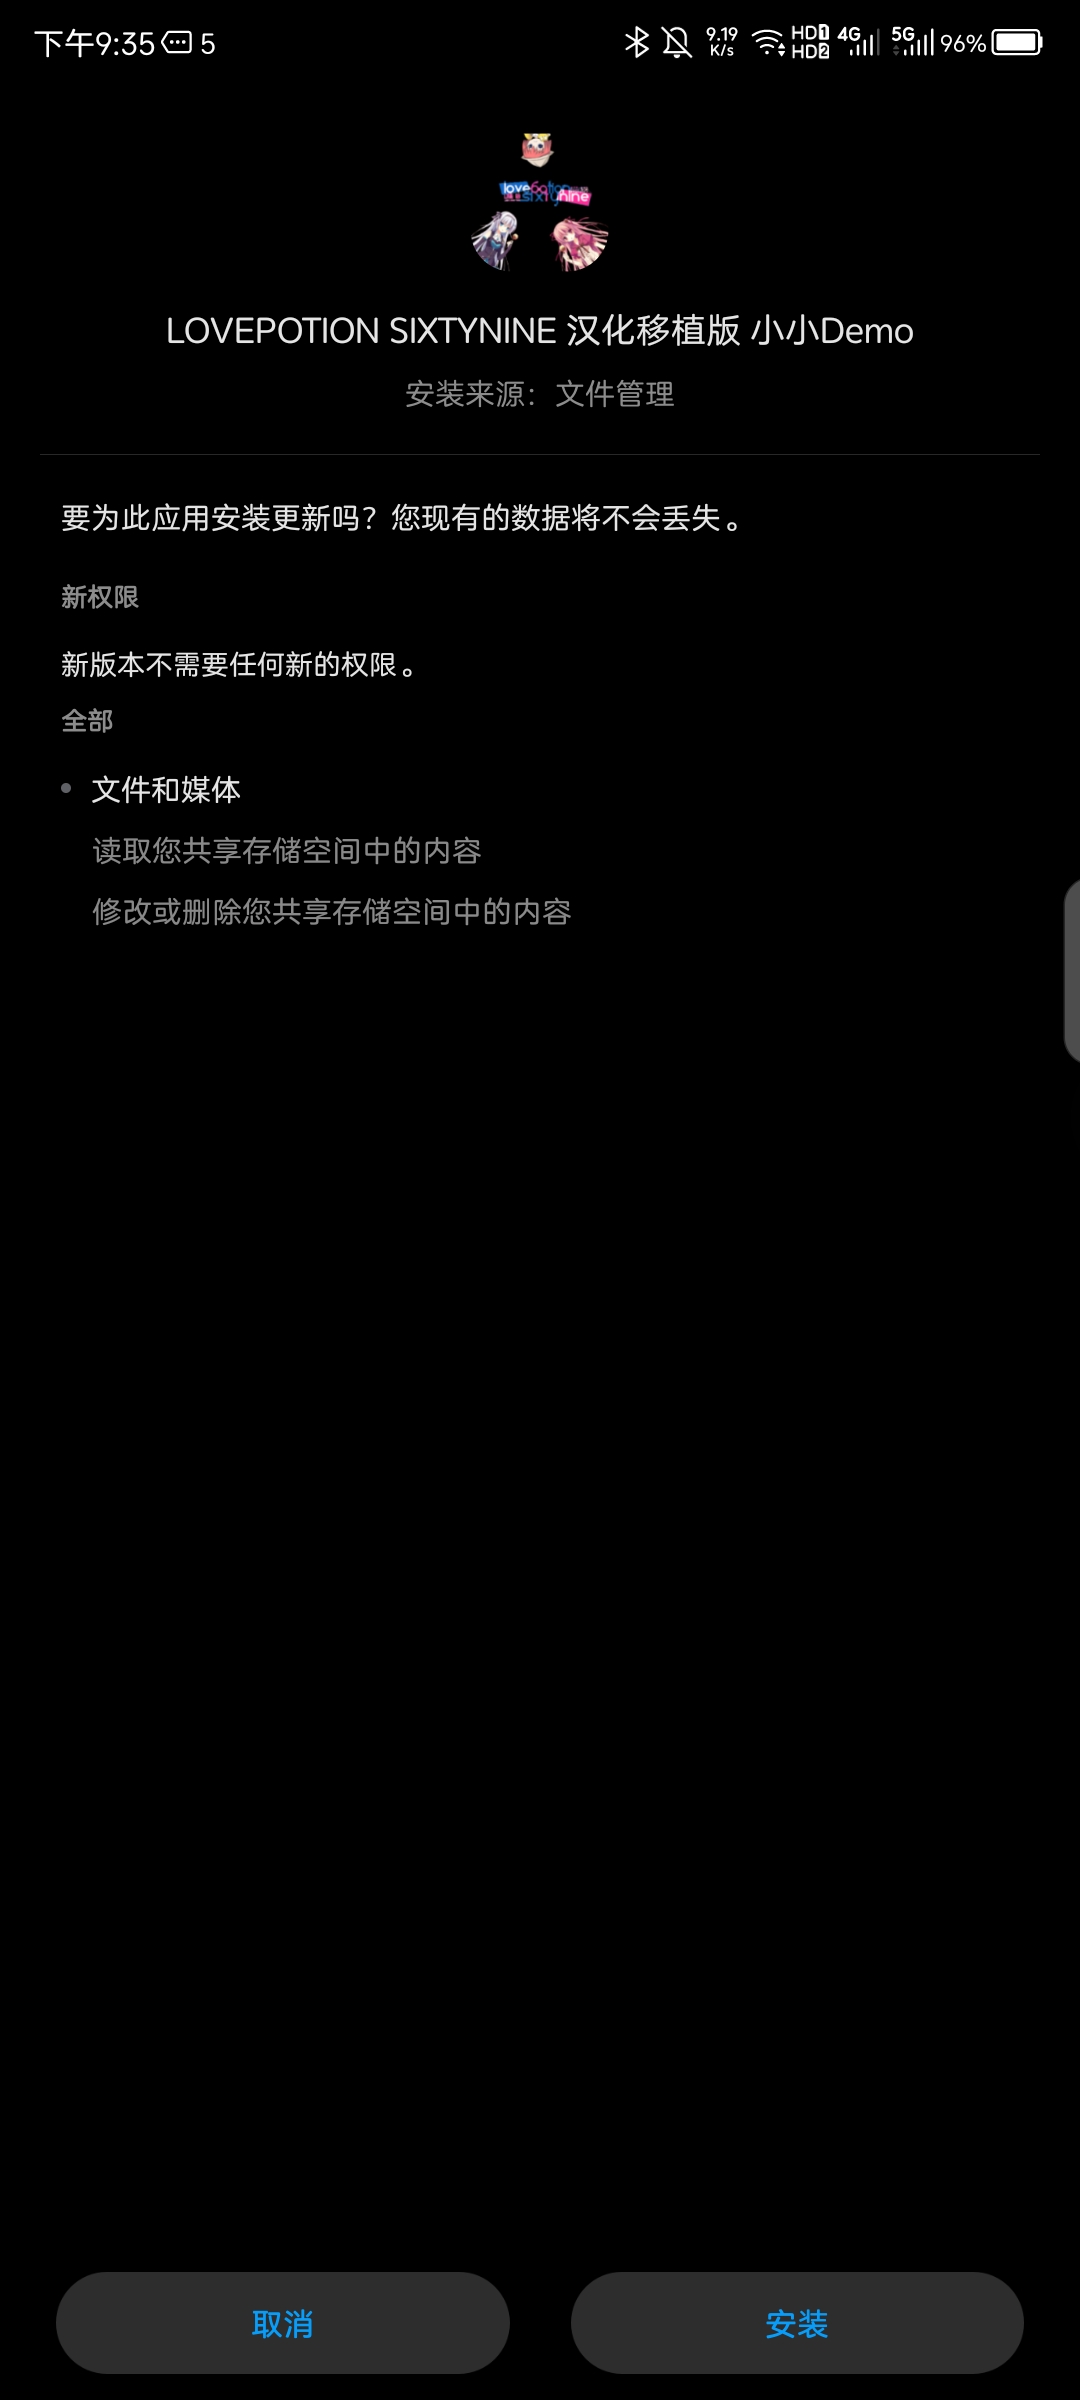 下午9:35 5
9.19 K/s HD1 HD2 4G 5G 96%
LOVEPOTION SIXTYNINE 汉化移植版 小小Demo
安装来源：文件管理
要为此应用安装更新吗？您现有的数据将不会丢失。
新权限
新版本不需要任何新的权限。
全部
文件和媒体
读取您共享存储空间中的内容
修改或删除您共享存储空间中的内容
取消
安装